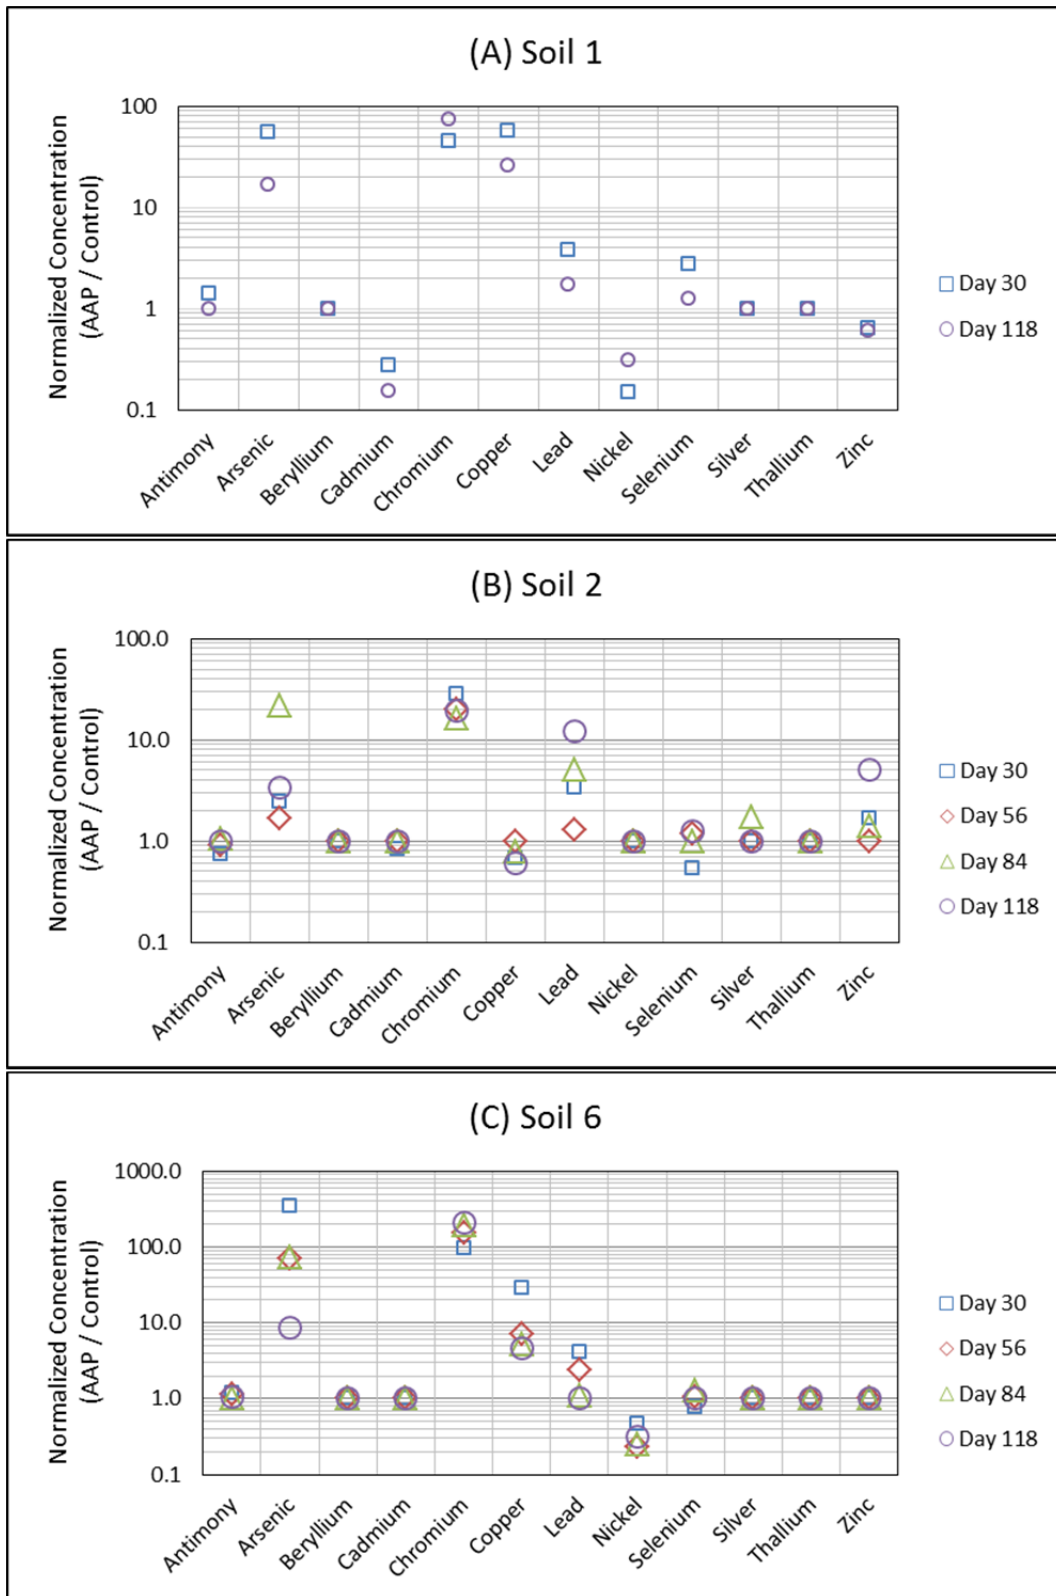 (A) Soil 1
Normalized Concentration
(AAP / Control)
100
10
1
0.1
Antimony
Arsenic
Beryllium
Cadmium
Chromium
Copper
Lead
Nickel
Selenium
Silver
Thallium
Zinc
Day 30
Day 118
(B) Soil 2
Normalized Concentration
(AAP / Control)
100.0
10.0
1.0
0.1
Antimony
Arsenic
Beryllium
Cadmium
Chromium
Copper
Lead
Nickel
Selenium
Silver
Thallium
Zinc
Day 30
Day 56
Day 84
Day 118
(C) Soil 6
Normalized Concentration
(AAP / Control)
1000.0
100.0
10.0
1.0
0.1
Antimony
Arsenic
Beryllium
Cadmium
Chromium
Copper
Lead
Nickel
Selenium
Silver
Thallium
Zinc
Day 30
Day 56
Day 84
Day 118